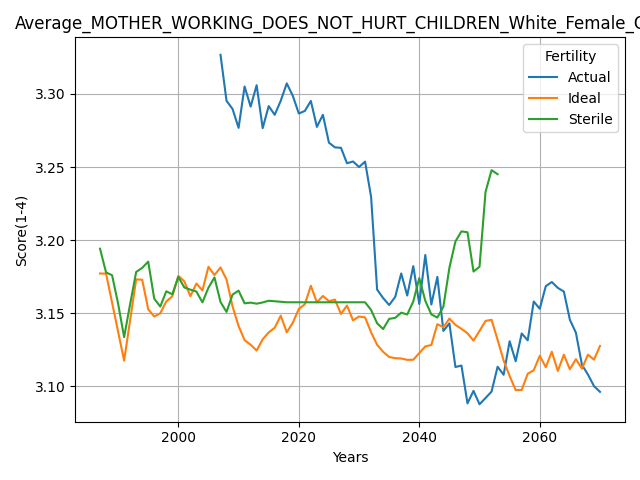 Average_MOTHER_WORKING_DOES_NOT_HURT_CHILDREN_White_Female_
Fertility
Actual
Ideal
Sterile
Score(1-4)
3.30
3.25
3.20
3.15
3.10
2000 2020 2040 2060
Years